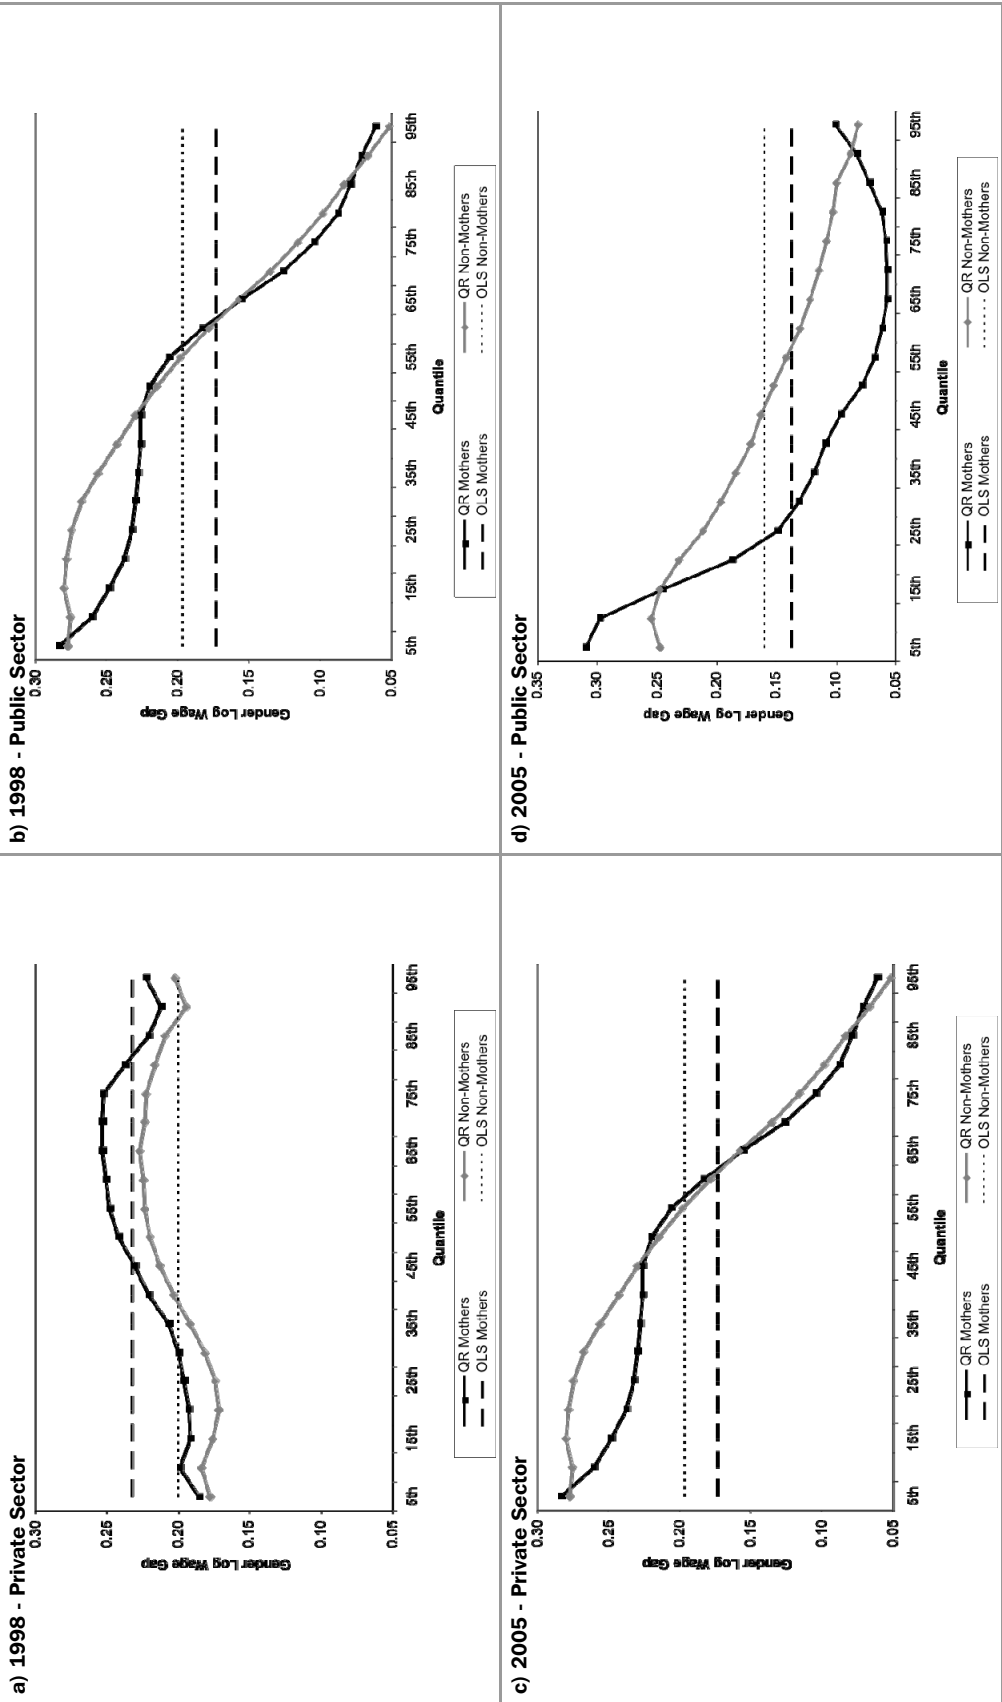 a) 1998 - Private Sector
Gender Log Wage Gap
0.30
0.25
0.20
0.15
0.10
0.05
5th 15th 25th 35th 45th 55th 65th 75th 85th 95th
Quantile
QR Mothers QR Non-Mothers
OLS Mothers OLS Non-Mothers
b) 1998 - Public Sector
Gender Log Wage Gap
0.30
0.25
0.20
0.15
0.10
0.05
5th 15th 25th 35th 45th 55th 65th 75th 85th 95th
Quantile
QR Mothers QR Non-Mothers
OLS Mothers OLS Non-Mothers
c) 2005 - Private Sector
Gender Log Wage Gap
0.30
0.25
0.20
0.15
0.10
0.05
5th 15th 25th 35th 45th 55th 65th 75th 85th 95th
Quantile
QR Mothers QR Non-Mothers
OLS Mothers OLS Non-Mothers
d) 2005 - Public Sector
Gender Log Wage Gap
0.35
0.30
0.25
0.20
0.15
0.10
0.05
5th 15th 25th 35th 45th 55th 65th 75th 85th 95th
Quantile
QR Mothers QR Non-Mothers
OLS Mothers OLS Non-Mothers